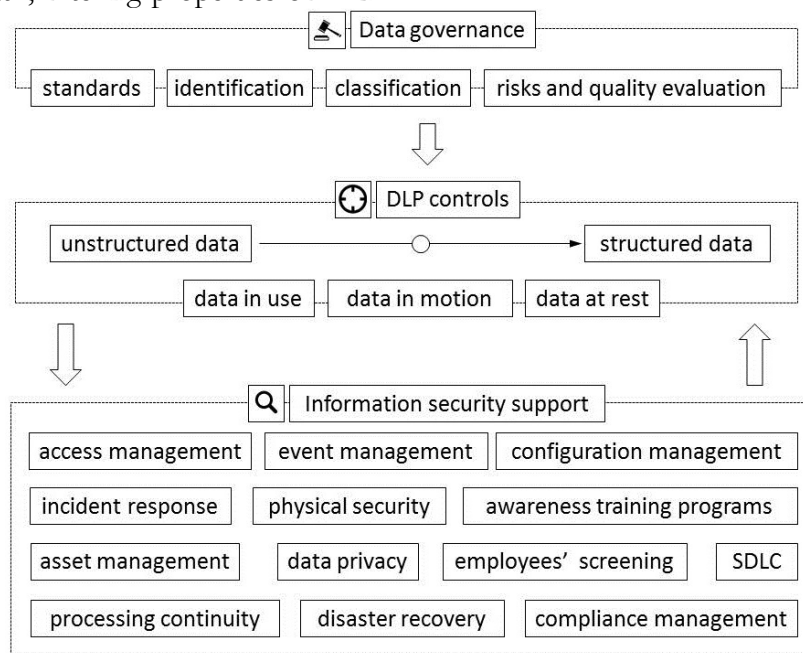 Data governance
standards identification classification risks and quality evaluation
DLP controls
unstructured data structured data
data in use data in motion data at rest
Information security support
access management event management configuration management
incident response physical security awareness training programs
asset management data privacy employees’ screening SDLC
processing continuity disaster recovery compliance management